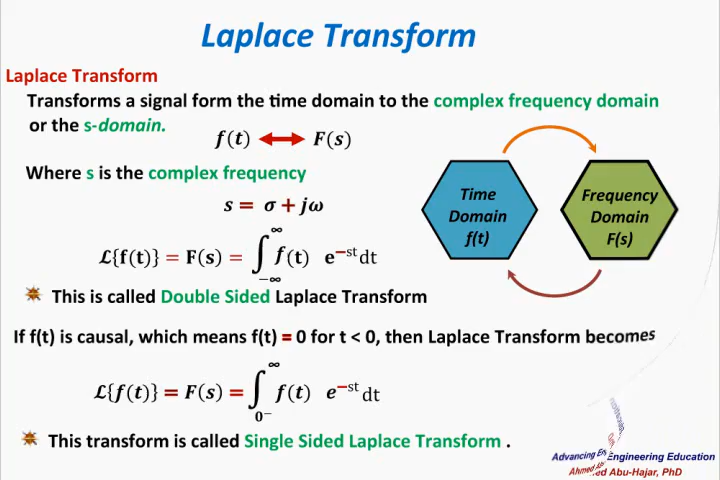 Laplace Transform
Laplace Transform
Transforms a signal form the time domain to the complex frequency domain
or the s-domain.
f(t) ⟷ F(s)
Where s is the complex frequency
s = σ + jω
ℒ{f(t)} = F(s) = ∫_{−∞}^{∞} f(t) e^{−st}dt
This is called Double Sided Laplace Transform
Time
Domain
f(t)
Frequency
Domain
F(s)
If f(t) is causal, which means f(t) = 0 for t < 0, then Laplace Transform becomes
ℒ{f(t)} = F(s) = ∫_{0⁻}^{∞} f(t) e^{−st}dt
This transform is called Single Sided Laplace Transform .
Advancing Engineering Education
Abu-Hajar, PhD